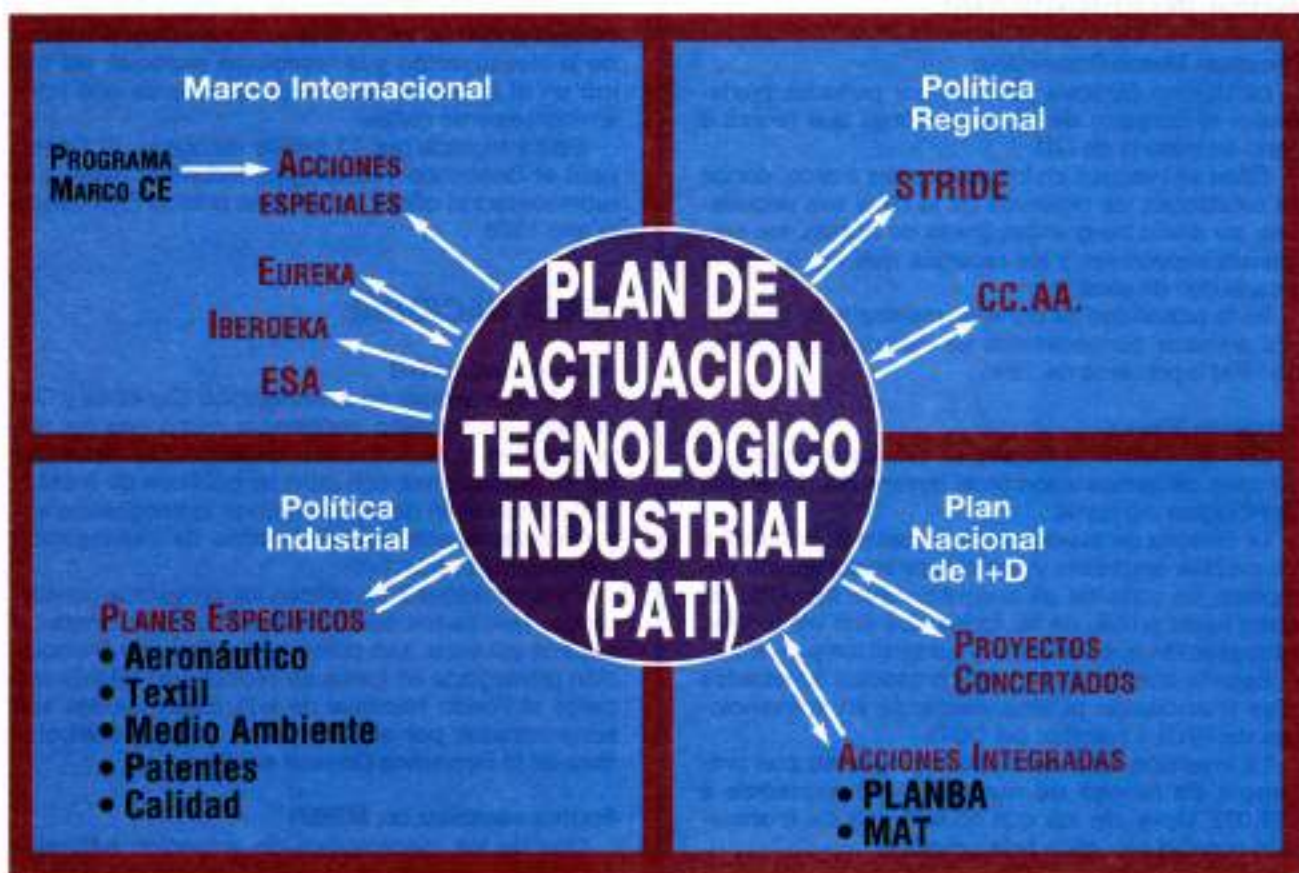 Marco Internacional
PROGRAMA
MARCO CE
ACCIONES
ESPECIALES
EUREKA
IBEROEKA
ESA
Política
Regional
STRIDE
CC.AA.
PLAN DE
ACTUACION
TECNOLOGICO
INDUSTRIAL
(PATI)
Política
Industrial
PLANES ESPECIFICOS
• Aeronáutico
• Textil
• Medio Ambiente
• Patentes
• Calidad
Plan
Nacional
de I+D
PROYECTOS
CONCERTADOS
ACCIONES INTEGRADAS
• PLANBA
• MAT